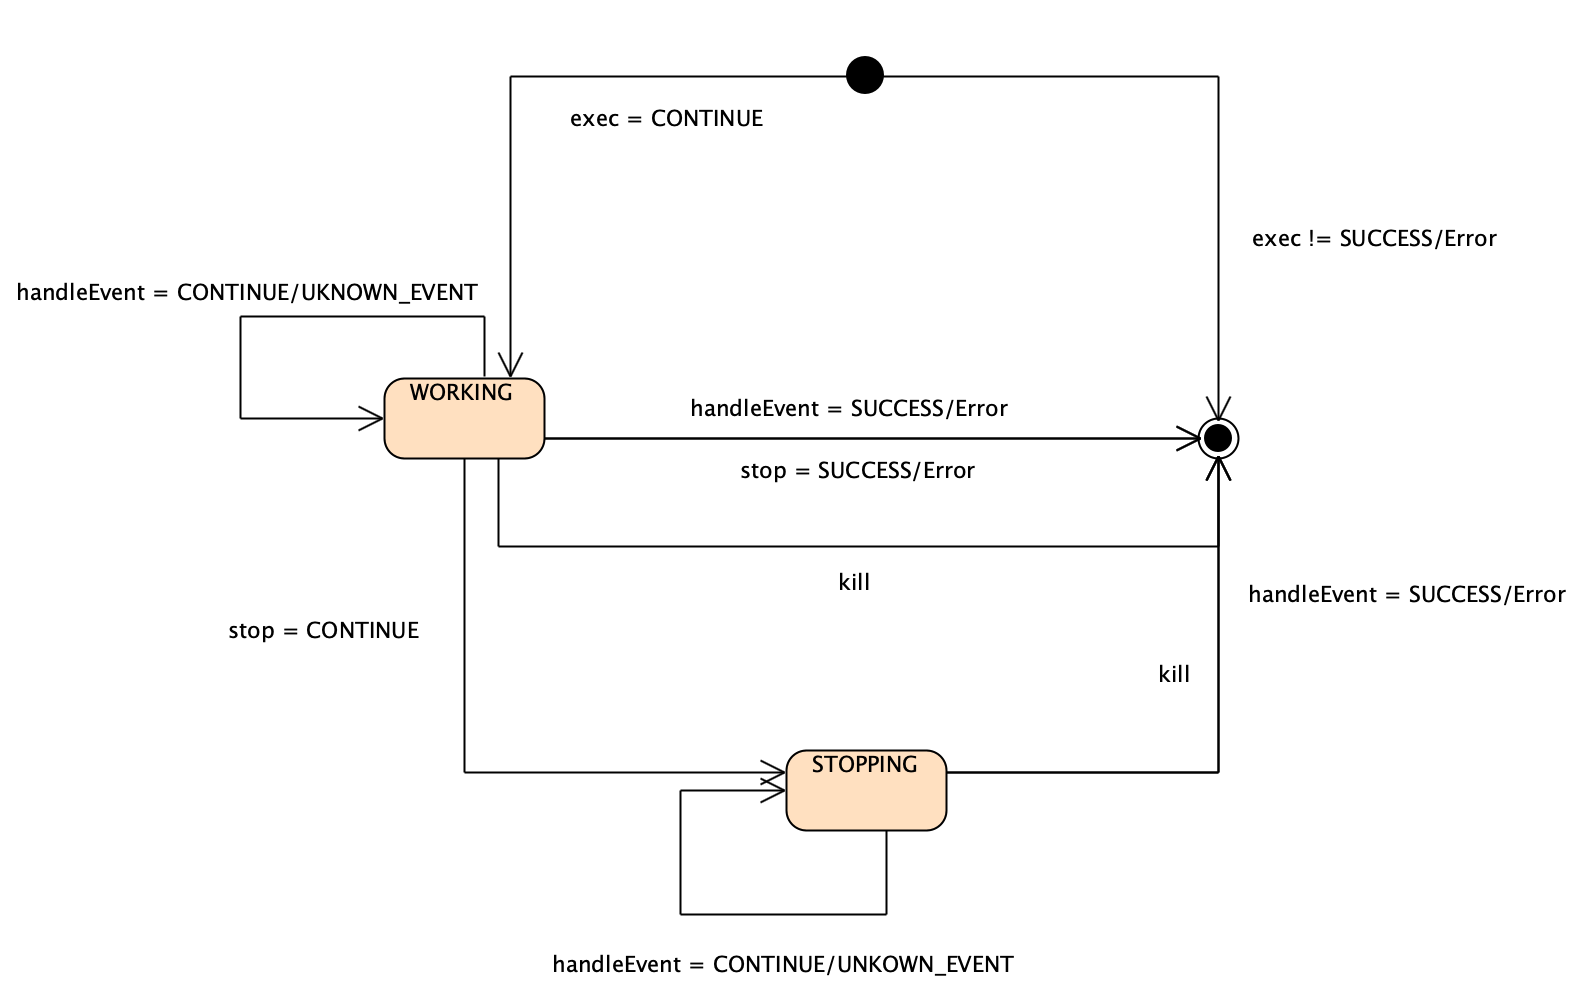 exec = CONTINUE
exec != SUCCESS/Error
handleEvent = CONTINUE/UKNOWN_EVENT
WORKING
handleEvent = SUCCESS/Error
stop = SUCCESS/Error
kill
handleEvent = SUCCESS/Error
stop = CONTINUE
kill
STOPPING
handleEvent = CONTINUE/UNKOWN_EVENT